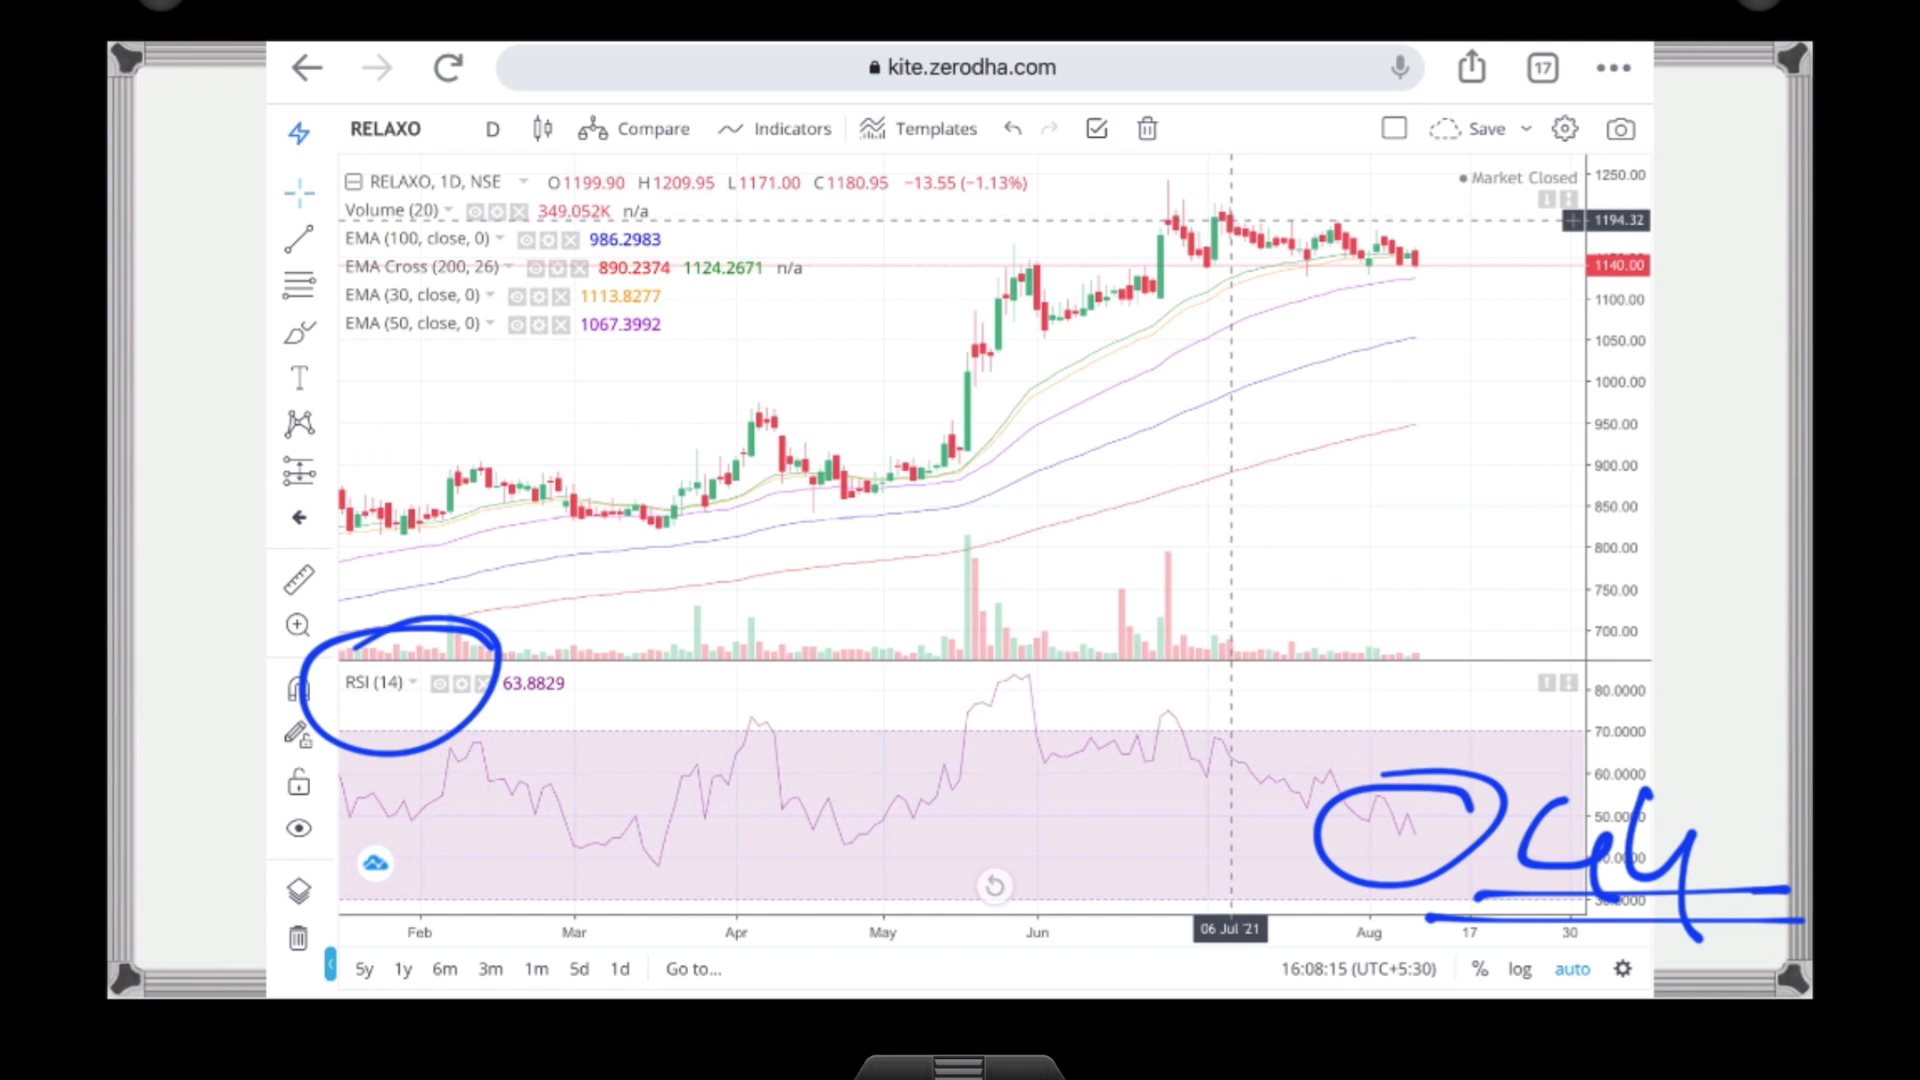 kite.zerodha.com
17
RELAXO D Compare Indicators Templates Save
RELAXO, 1D, NSE O1199.90 H1209.95 L1171.00 C1180.95 −13.55 (−1.13%)
Market Closed
Volume (20) 349.052K n/a
EMA (100, close, 0) 986.2983
EMA Cross (200, 26) 890.2374 1124.2671 n/a
EMA (30, close, 0) 1113.8277
EMA (50, close, 0) 1067.3992
1250.00
1194.32
1140.00
1100.00
1050.00
1000.00
950.00
900.00
850.00
800.00
750.00
700.00
RSI (14) 63.8829
80.0000
70.0000
60.0000
50.0000
44
Feb Mar Apr May Jun 06 Jul '21 Aug 17 30
5y 1y 6m 3m 1m 5d 1d Go to... 16:08:15 (UTC+5:30) % log auto